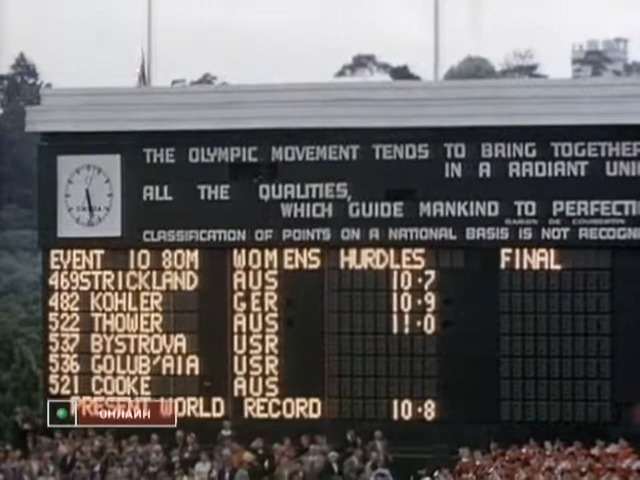 THE OLYMPIC MOVEMENT TENDS TO BRING TOGETHER
IN A RADIANT UNI
ALL THE QUALITIES,
WHICH GUIDE MANKIND TO PERFECTI
BARON DE COUBERTIN
CLASSIFICATION OF POINTS ON A NATIONAL BASIS IS NOT RECOGNI
EVENT 10 80M WOMENS HURDLES FINAL
469STRICKLAND AUS 10.7
482 KOHLER GER 10.9
522 THOWER AUS 11.0
537 BYSTROVA USR
536 GOLUB'AIA USR
521 COOKE AUS
PRESENT WORLD RECORD 10.8
ОНЛАЙН